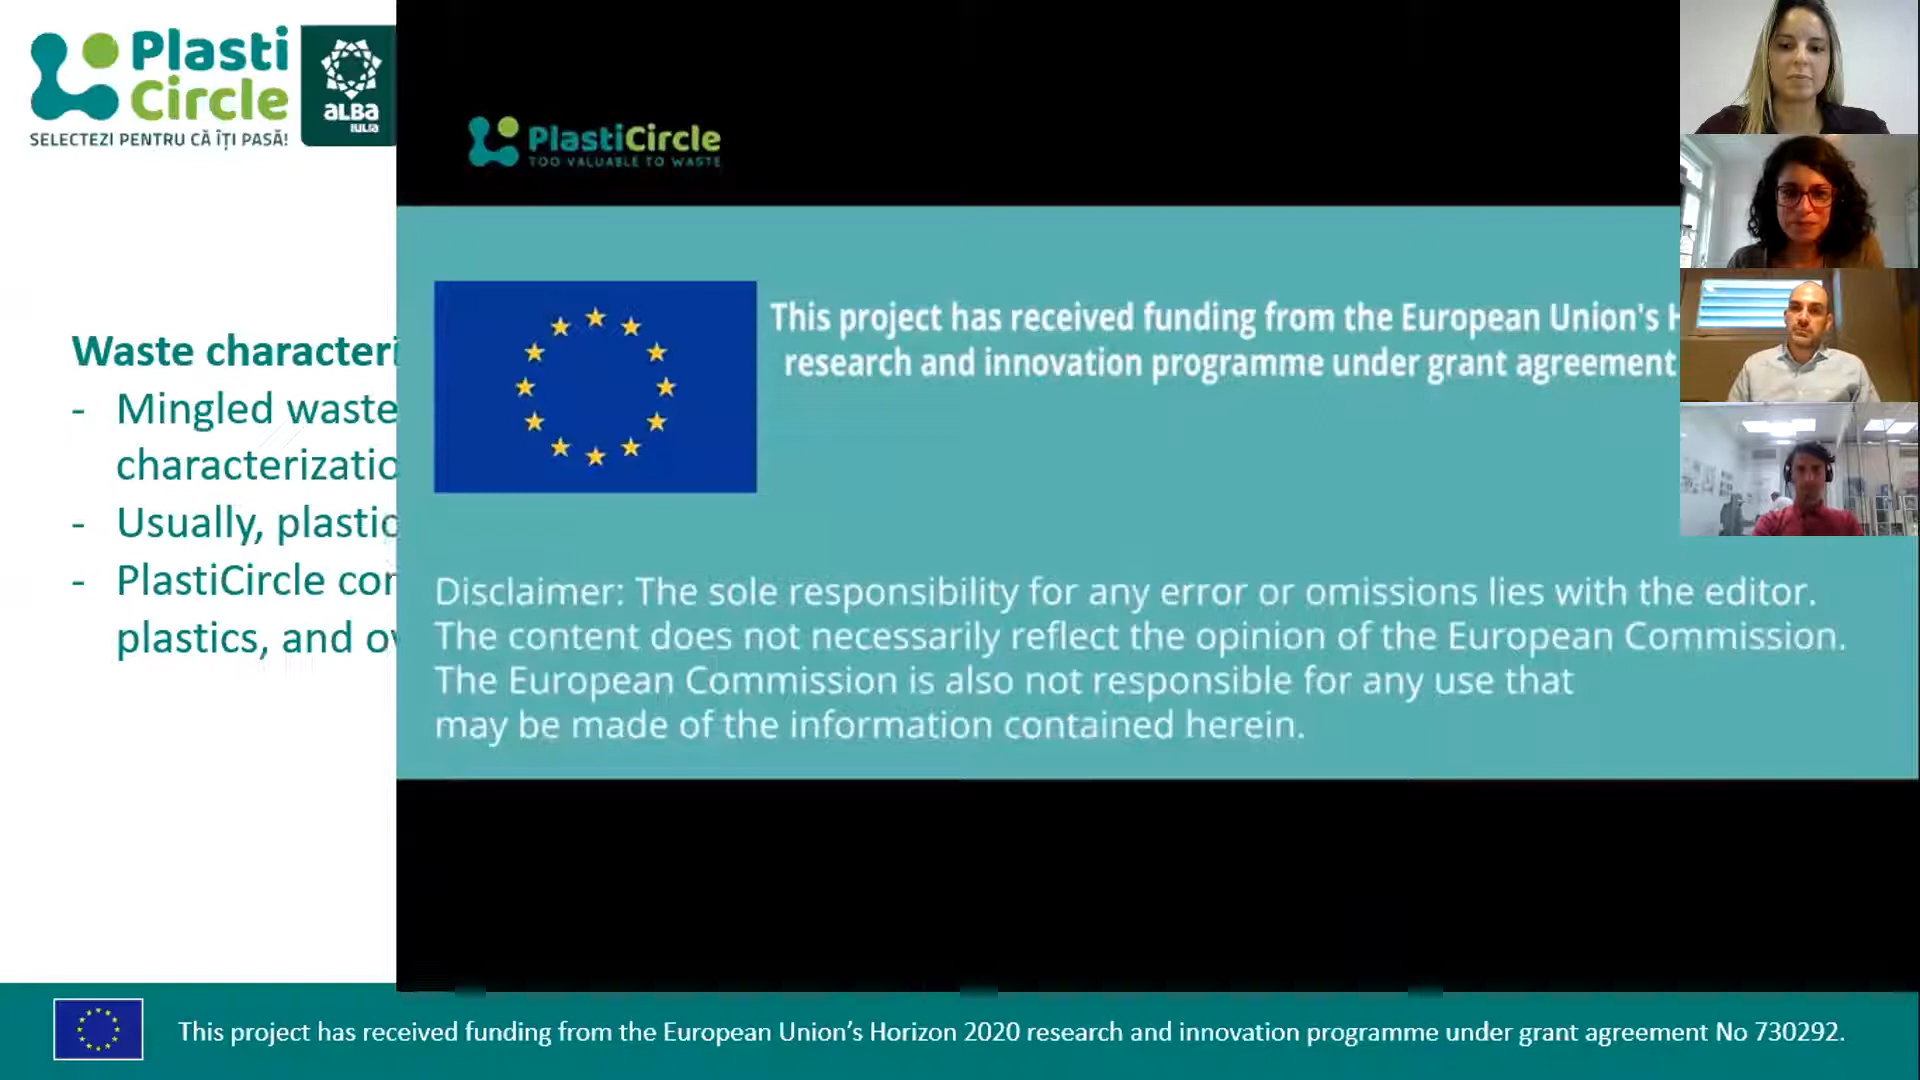 Plasti
Circle
SELECTEZI PENTRU CĂ ÎȚI PASĂ!
aLBa
IULIA
Waste characteri
- Mingled waste
characterizatio
- Usually, plastic
- PlastiCircle cor
plastics, and ov
PlastiCircle
TOO VALUABLE TO WASTE
This project has received funding from the European Union's H
research and innovation programme under grant agreement
Disclaimer: The sole responsibility for any error or omissions lies with the editor.
The content does not necessarily reflect the opinion of the European Commission.
The European Commission is also not responsible for any use that
may be made of the information contained herein.
This project has received funding from the European Union’s Horizon 2020 research and innovation programme under grant agreement No 730292.